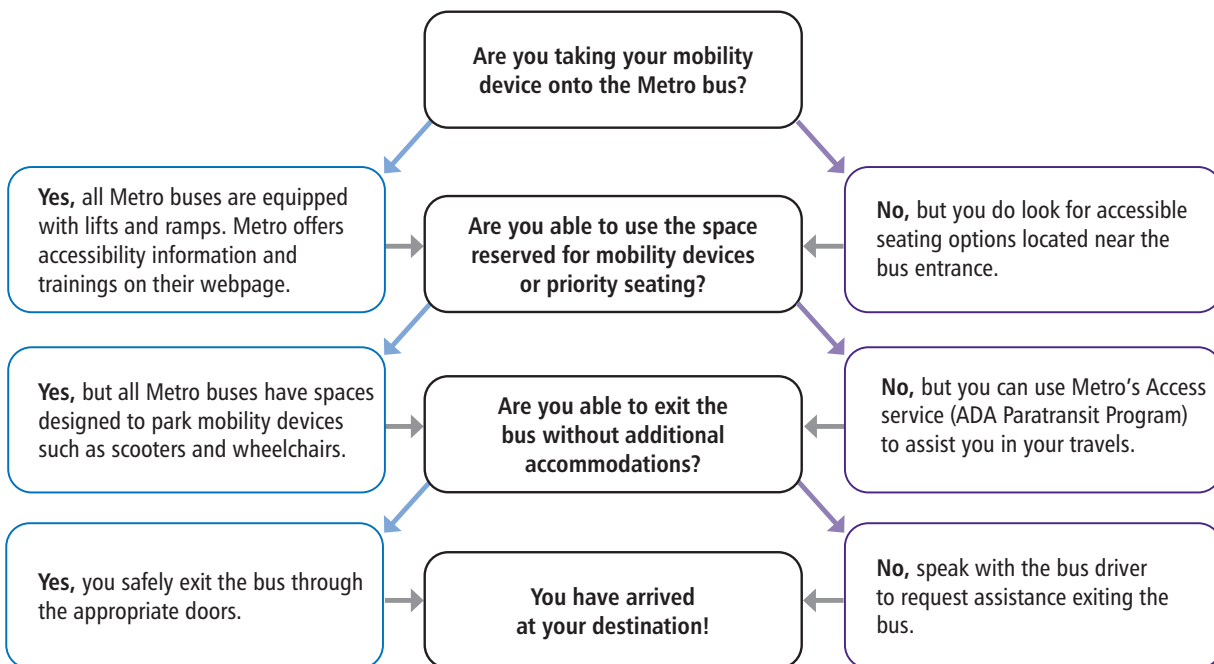 Are you taking your mobility
device onto the Metro bus?
Yes, all Metro buses are equipped
with lifts and ramps. Metro offers
accessibility information and
trainings on their webpage.
No, but you do look for accessible
seating options located near the
bus entrance.
Are you able to use the space
reserved for mobility devices
or priority seating?
Yes, but all Metro buses have spaces
designed to park mobility devices
such as scooters and wheelchairs.
No, but you can use Metro’s Access
service (ADA Paratransit Program)
to assist you in your travels.
Are you able to exit the
bus without additional
accommodations?
Yes, you safely exit the bus through
the appropriate doors.
No, speak with the bus driver
to request assistance exiting the
bus.
You have arrived
at your destination!